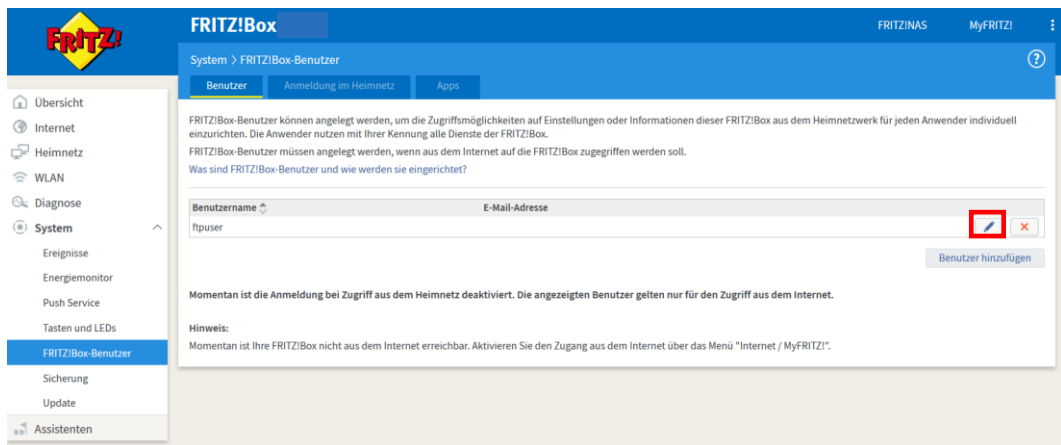 FRITZ!
FRITZ!Box
FRITZ!NAS
MyFRITZ!
System > FRITZ!Box-Benutzer
Benutzer
Anmeldung im Heimnetz
Apps
Übersicht
Internet
Heimnetz
WLAN
Diagnose
System
Ereignisse
Energiemonitor
Push Service
Tasten und LEDs
FRITZ!Box-Benutzer
Sicherung
Update
Assistenten
FRITZ!Box-Benutzer können angelegt werden, um die Zugriffsmöglichkeiten auf Einstellungen oder Informationen dieser FRITZ!Box aus dem Heimnetzwerk für jeden Anwender individuell
einzurichten. Die Anwender nutzen mit Ihrer Kennung alle Dienste der FRITZ!Box.
FRITZ!Box-Benutzer müssen angelegt werden, wenn aus dem Internet auf die FRITZ!Box zugegriffen werden soll.
Was sind FRITZ!Box-Benutzer und wie werden sie eingerichtet?
Benutzername
E-Mail-Adresse
ftpuser
Benutzer hinzufügen
Momentan ist die Anmeldung bei Zugriff aus dem Heimnetz deaktiviert. Die angezeigten Benutzer gelten nur für den Zugriff aus dem Internet.
Hinweis:
Momentan ist Ihre FRITZ!Box nicht aus dem Internet erreichbar. Aktivieren Sie den Zugang aus dem Internet über das Menü "Internet / MyFRITZ!".